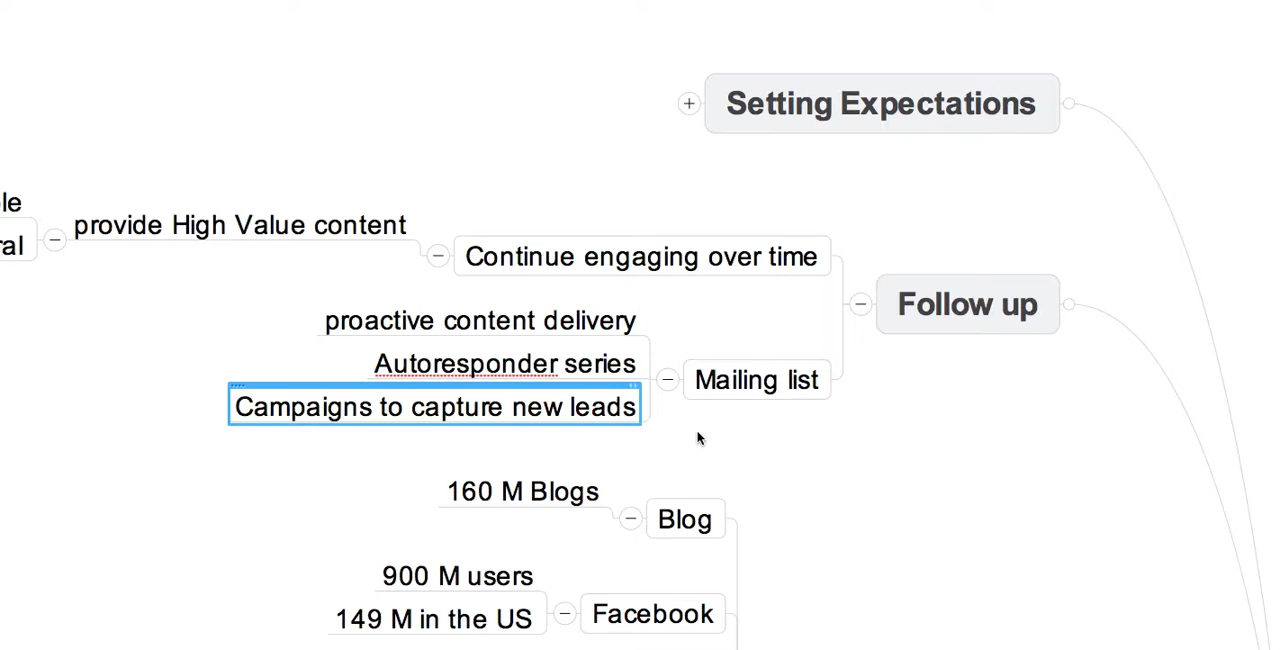 Setting Expectations
provide High Value content
Continue engaging over time
Follow up
proactive content delivery
Autoresponder series
Mailing list
Campaigns to capture new leads
160 M Blogs
Blog
900 M users
149 M in the US
Facebook